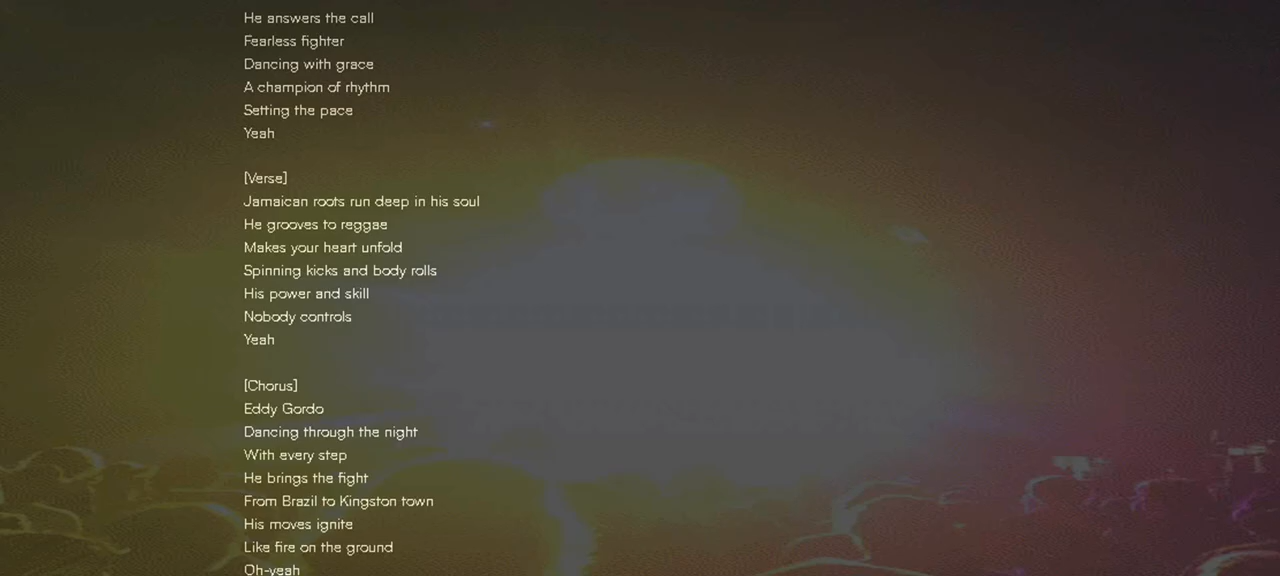 He answers the call
Fearless fighter
Dancing with grace
A champion of rhythm
Setting the pace
Yeah
[Verse]
Jamaican roots run deep in his soul
He grooves to reggae
Makes your heart unfold
Spinning kicks and body rolls
His power and skill
Nobody controls
Yeah
[Chorus]
Eddy Gordo
Dancing through the night
With every step
He brings the fight
From Brazil to Kingston town
His moves ignite
Like fire on the ground
Oh-yeah